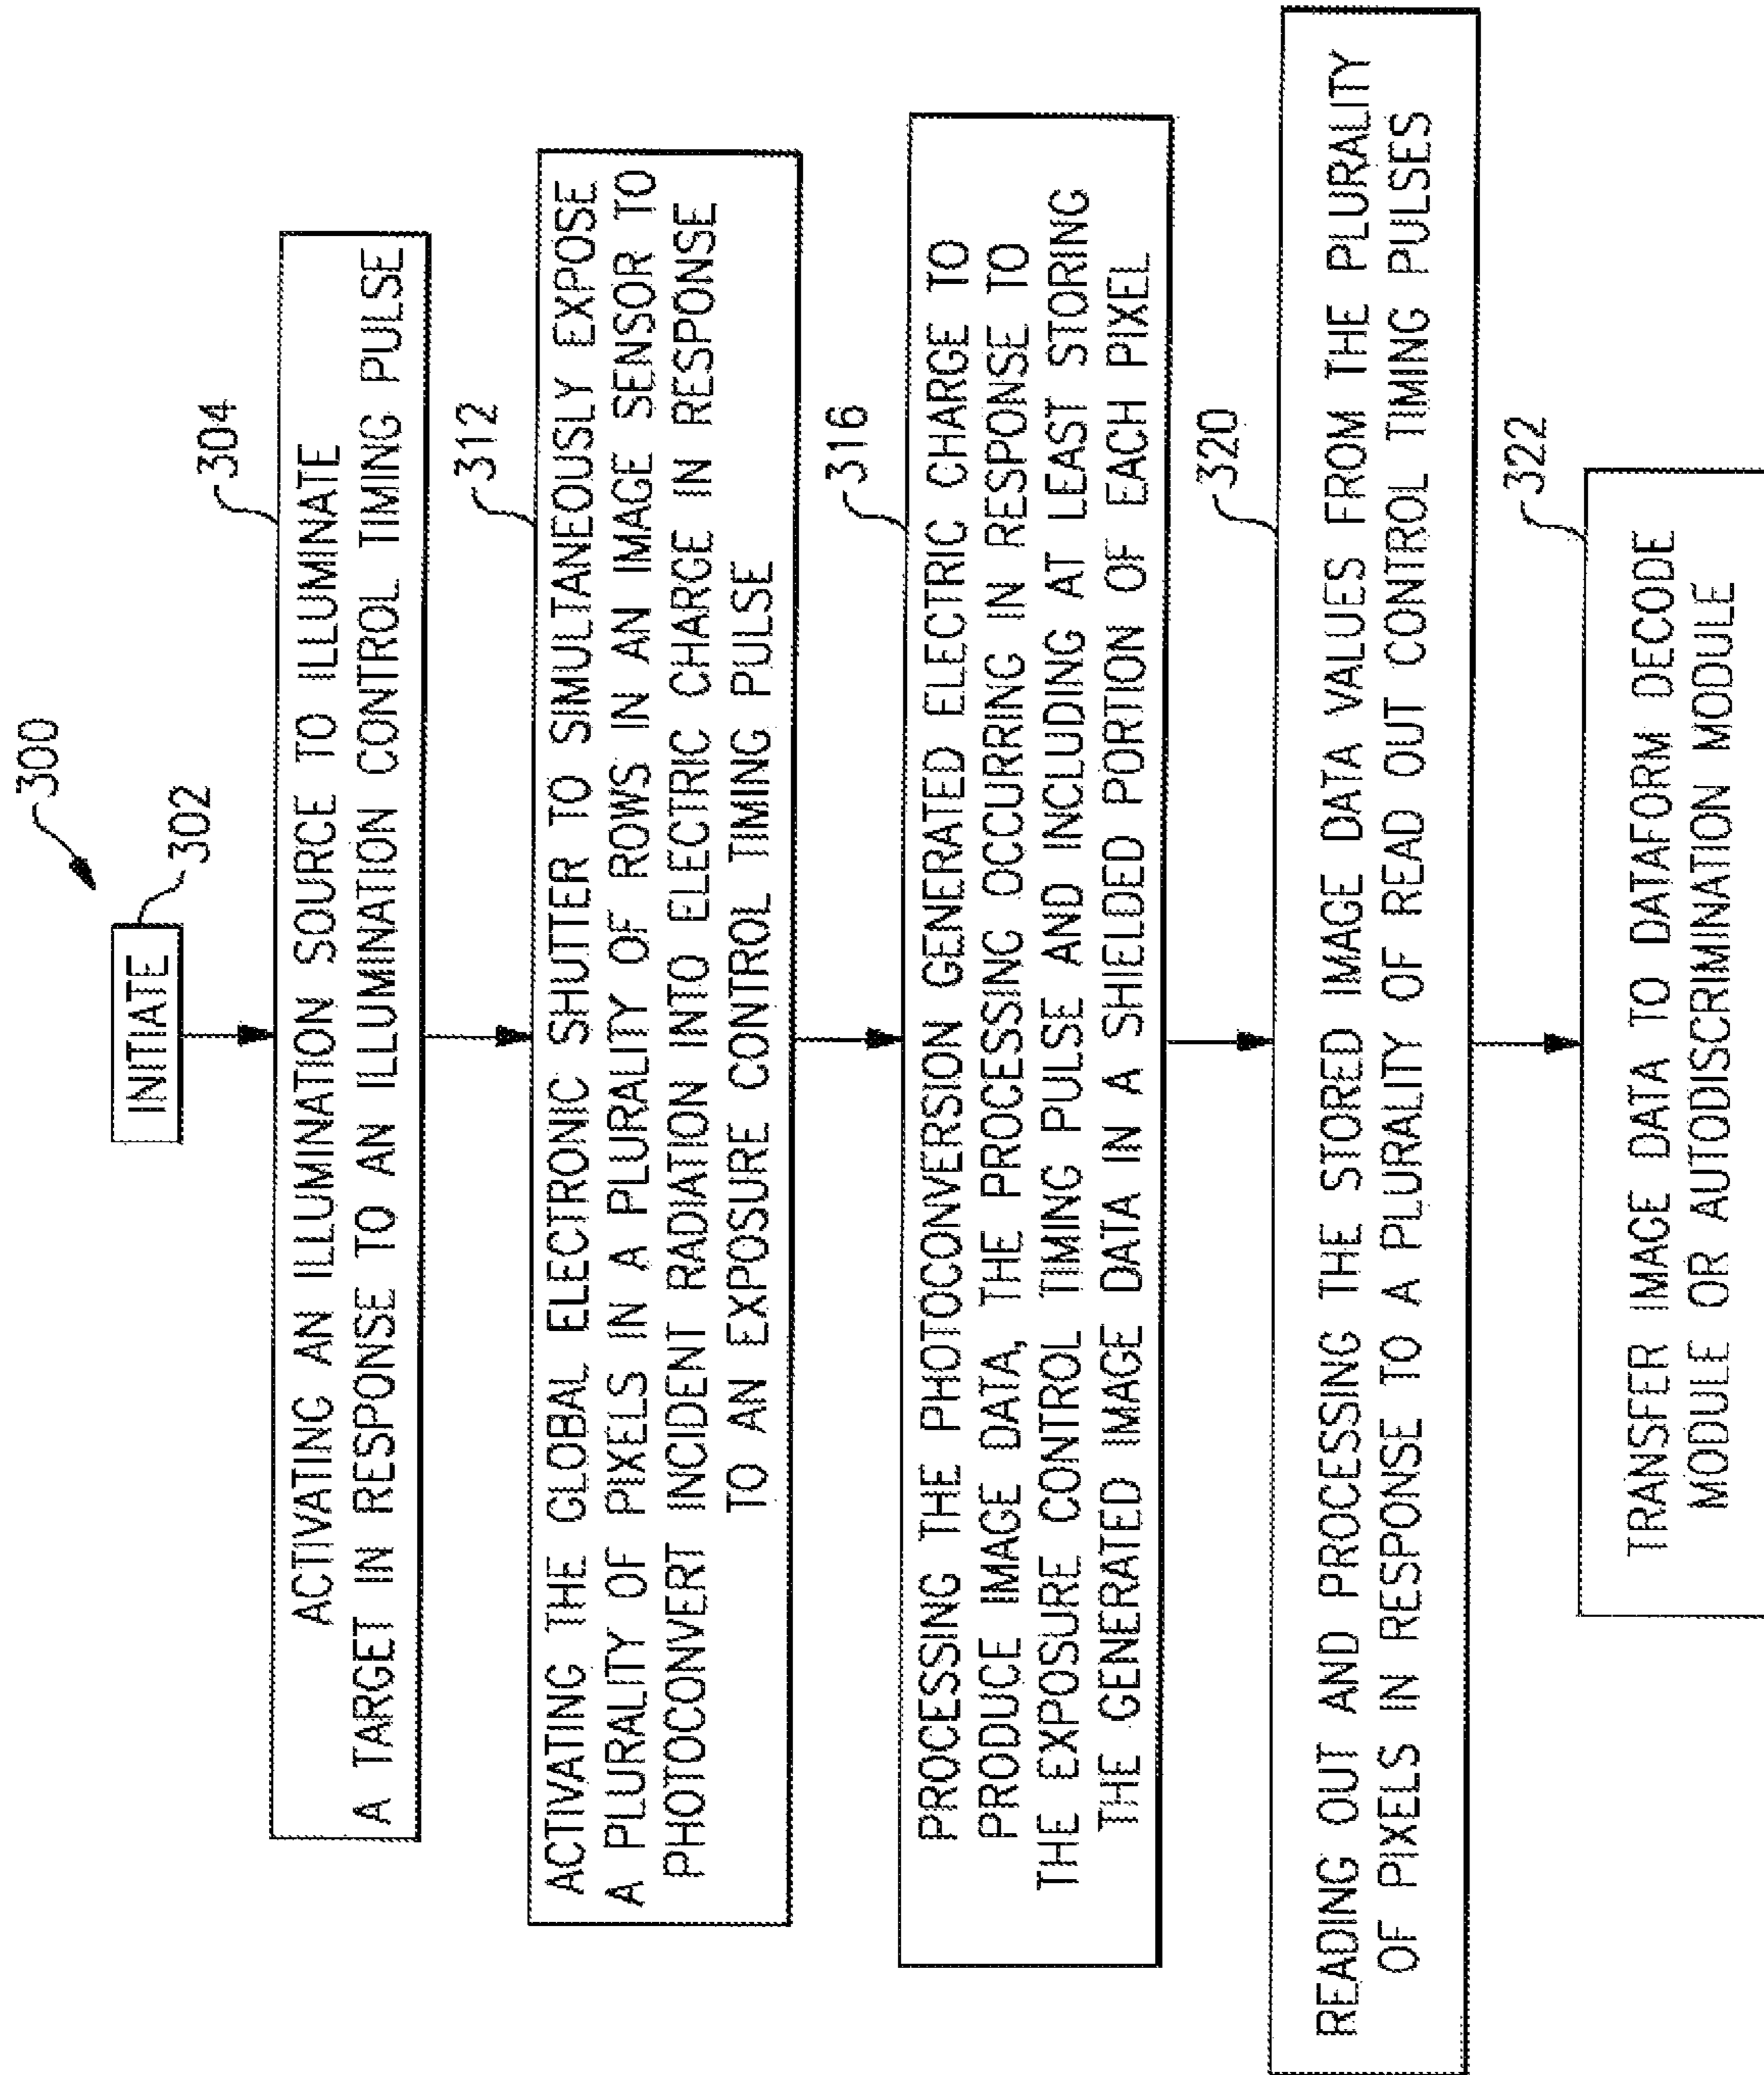 300
302
INITIATE
304
ACTIVATING AN ILLUMINATION SOURCE TO ILLUMINATE
A TARGET IN RESPONSE TO AN ILLUMINATION CONTROL TIMING PULSE
312
ACTIVATING THE GLOBAL ELECTRONIC SHUTTER TO SIMULTANEOUSLY EXPOSE
A PLURALITY OF PIXELS IN A PLURALITY OF ROWS IN AN IMAGE SENSOR TO
PHOTOCONVERT INCIDENT RADIATION INTO ELECTRIC CHARGE IN RESPONSE
TO AN EXPOSURE CONTROL TIMING PULSE
316
PROCESSING THE PHOTOCONVERSION GENERATED ELECTRIC CHARGE TO
PRODUCE IMAGE DATA, THE PROCESSING OCCURRING IN RESPONSE TO
THE EXPOSURE CONTROL TIMING PULSE AND INCLUDING AT LEAST STORING
THE GENERATED IMAGE DATA IN A SHIELDED PORTION OF EACH PIXEL
320
READING OUT AND PROCESSING THE STORED IMAGE DATA VALUES FROM THE PLURALITY
OF PIXELS IN RESPONSE TO A PLURALITY OF READ OUT CONTROL TIMING PULSES
322
TRANSFER IMAGE DATA TO DATAFORM DECODE
MODULE OR AUTODISCRIMINATION MODULE